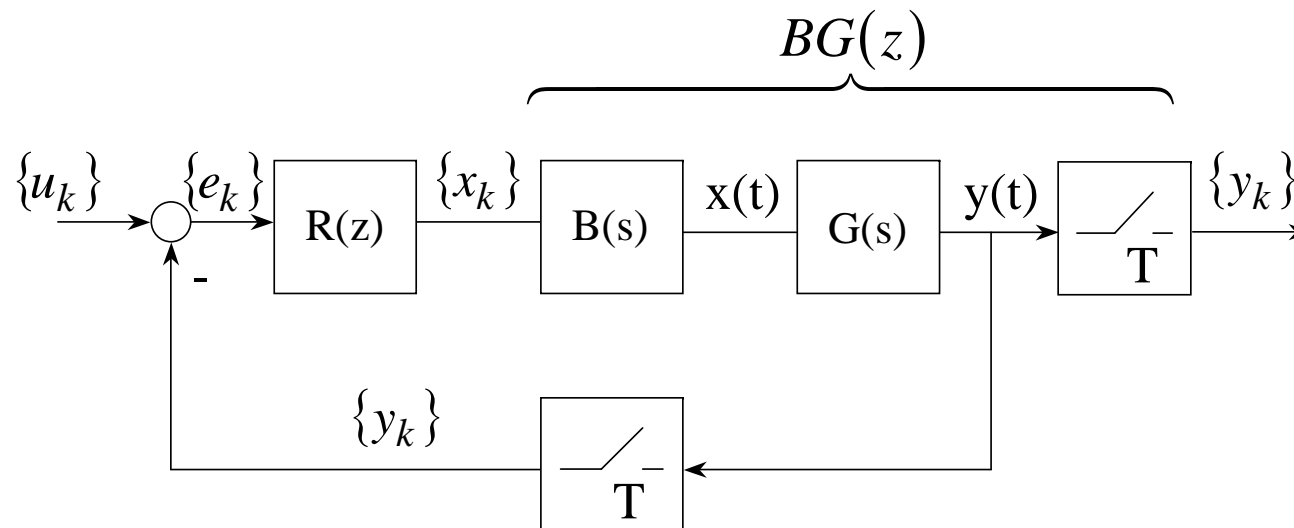 BG(z)
{u_k}
{e_k}
R(z)
{x_k}
B(s)
x(t)
G(s)
y(t)
T
{y_k}
-
{y_k}
T